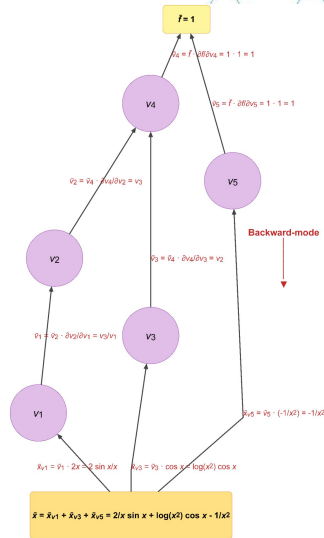 f̄ = 1
v̄₄ = f̄ · ∂f/∂v₄ = 1 · 1 = 1
v₄
v̄₅ = f̄ · ∂f/∂v₅ = 1 · 1 = 1
v̄₂ = v̄₄ · ∂v₄/∂v₂ = v₃
v₅
Backward-mode
v₂
v̄₃ = v̄₄ · ∂v₄/∂v₃ = v₂
v̄₁ = v̄₂ · ∂v₂/∂v₁ = v₃/v₁
v₃
v₁
x̄ᵥ₅ = v̄₅ · (-1/x²) = -1/x²
x̄ᵥ₁ = v̄₁ · 2x = 2 sin x/x
x̄ᵥ₃ = v̄₃ · cos x = log(x²) cos x
x̄ = x̄ᵥ₁ + x̄ᵥ₃ + x̄ᵥ₅ = 2/x sin x + log(x²) cos x - 1/x²